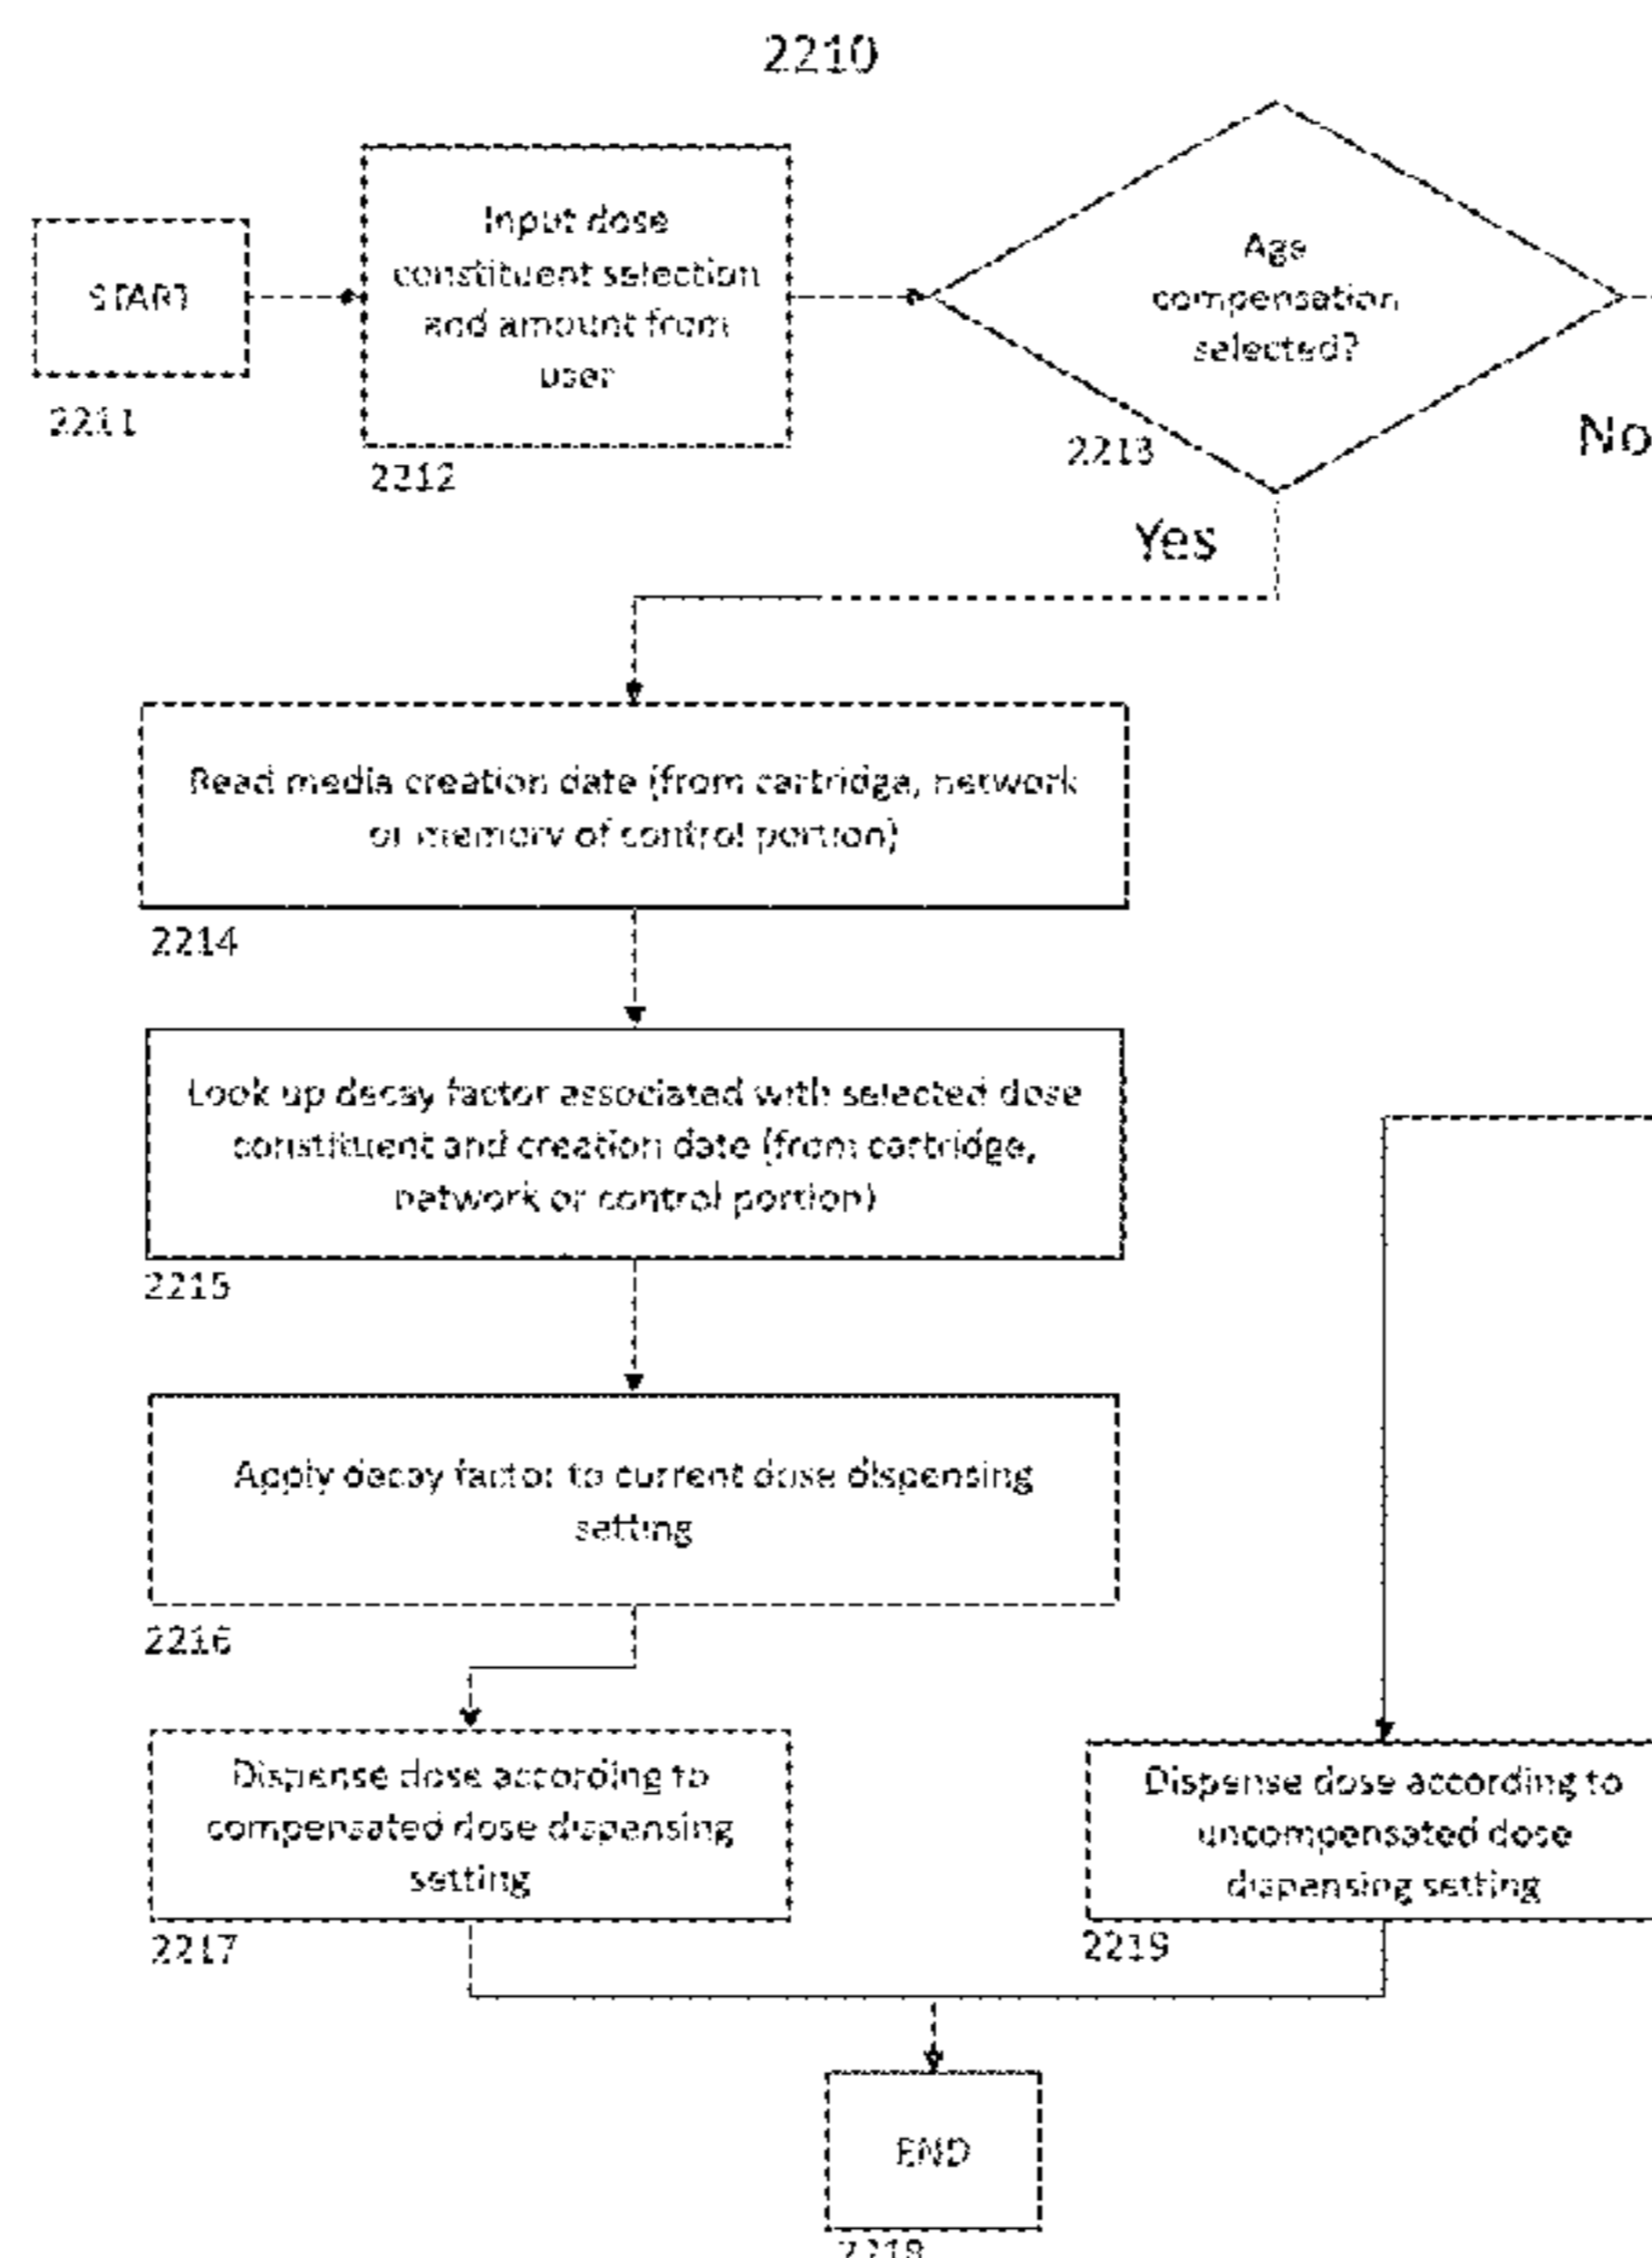 2210
START
2211
Input dose
constituent selection
and amount from
user
2212
Age
compensation
selected?
2213
No
Yes
Read media creation date (from cartridge, network
or memory of control portion)
2214
Look up decay factor associated with selected dose
constituent and creation date (from cartridge,
network or control portion)
2215
Apply decay factor to current dose dispensing
setting
2216
Dispense dose according to
compensated dose dispensing
setting
2217
Dispense dose according to
uncompensated dose
dispensing setting
2219
END
2218